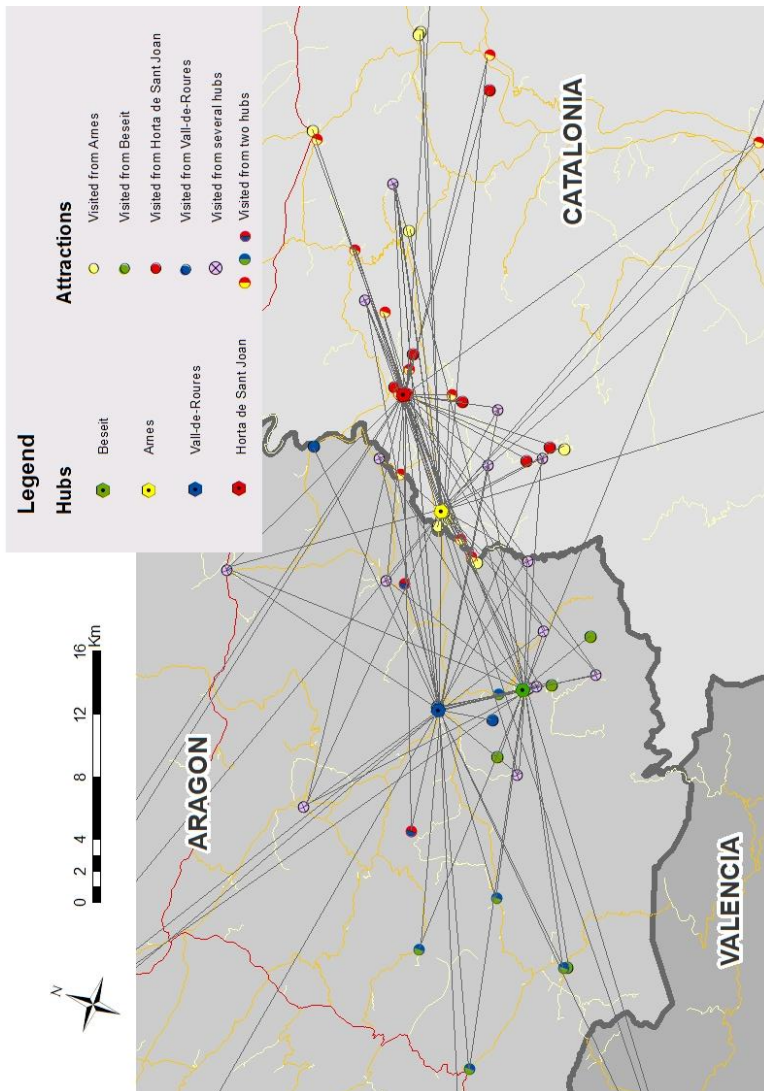 Legend
Hubs
Beseit
Arnes
Vall-de-Roures
Horta de Sant Joan
Attractions
Visited from Arnes
Visited from Beseit
Visited from Horta de Sant Joan
Visited from Vall-de-Roures
Visited from several hubs
Visited from two hubs
N
0 2 4 8 12 16
Km
ARAGON
CATALONIA
VALENCIA